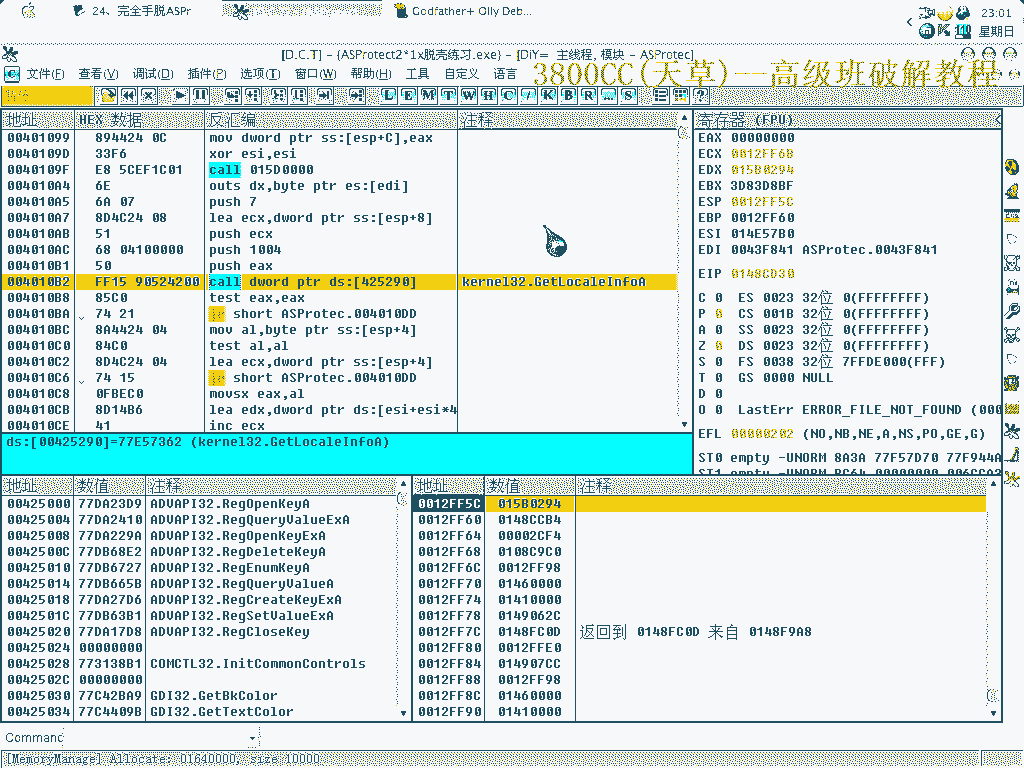 24、完全手脱ASPr
Godfather+ Olly Deb...
23:01
星期日
[D.C.T] - {ASProtect2*1x脱壳练习.exe} - [DiY= 主线程, 模块 - ASProtec]
文件(F) 查看(V) 调试(D) 插件(P) 选项(T) 窗口(W) 帮助(H) 工具 自定义 语言
3800CC(天草)--高级班破解教程
L E M T W H C / K B R ... S
地址 HEX 数据 反汇编 注释
00401099 894424 0C mov dword ptr ss:[esp+C],eax
0040109D 33F6 xor esi,esi
0040109F E8 5CEF1C01 call 015D0000
004010A4 6E outs dx,byte ptr es:[edi]
004010A5 6A 07 push 7
004010A7 8D4C24 08 lea ecx,dword ptr ss:[esp+8]
004010AB 51 push ecx
004010AC 68 04100000 push 1004
004010B1 50 push eax
004010B2 FF15 90524200 call dword ptr ds:[425290] kernel32.GetLocaleInfoA
004010B8 85C0 test eax,eax
004010BA 74 21 short ASProtec.004010DD
004010BC 8A4424 04 mov al,byte ptr ss:[esp+4]
004010C0 84C0 test al,al
004010C2 8D4C24 04 lea ecx,dword ptr ss:[esp+4]
004010C6 74 15 short ASProtec.004010DD
004010C8 0FBEC0 movsx eax,al
004010CB 8D14B6 lea edx,dword ptr ds:[esi+esi*4
004010CE 41 inc ecx
ds:[00425290]=77E57362 (kernel32.GetLocaleInfoA)
寄存器 (FPU)
EAX 00000000
ECX 0012FF6B
EDX 015B0294
EBX 3D83D8BF
ESP 0012FF5C
EBP 0012FF60
ESI 014E57B0
EDI 0043F841 ASProtec.0043F841
EIP 0148CD30
C 0 ES 0023 32位 0(FFFFFFFF)
P 0 CS 001B 32位 0(FFFFFFFF)
A 0 SS 0023 32位 0(FFFFFFFF)
Z 0 DS 0023 32位 0(FFFFFFFF)
S 0 FS 0038 32位 7FFDE000(FFF)
T 0 GS 0000 NULL
D 0
O 0 LastErr ERROR_FILE_NOT_FOUND (000
EFL 00000202 (NO,NB,NE,A,NS,PO,GE,G)
ST0 empty -UNORM 8A3A 77F57D70 77F944A
地址 数值 注释
00425000 77DA23D9 ADVAPI32.RegOpenKeyA
00425004 77DA2410 ADVAPI32.RegQueryValueExA
00425008 77DA229A ADVAPI32.RegOpenKeyExA
0042500C 77DB68E2 ADVAPI32.RegDeleteKeyA
00425010 77DB6727 ADVAPI32.RegEnumKeyA
00425014 77DB665B ADVAPI32.RegQueryValueA
00425018 77DA27D6 ADVAPI32.RegCreateKeyExA
0042501C 77DB63B1 ADVAPI32.RegSetValueExA
00425020 77DA17D8 ADVAPI32.RegCloseKey
00425024 00000000
00425028 773138B1 COMCTL32.InitCommonControls
0042502C 00000000
00425030 77C42BA9 GDI32.GetBkColor
00425034 77C4409B GDI32.GetTextColor
地址 数值 注释
0012FF5C 015B0294
0012FF60 0148CCB4
0012FF64 00002CF4
0012FF68 0108C9C0
0012FF6C 0012FF98
0012FF70 01460000
0012FF74 01410000
0012FF78 0149062C
0012FF7C 0148FC0D 返回到 0148FC0D 来自 0148F9A8
0012FF80 0012FFE0
0012FF84 014907CC
0012FF88 0012FF98
0012FF8C 01460000
0012FF90 01410000
Command
[MemoryManage] Allocate: 01640000, size 10000